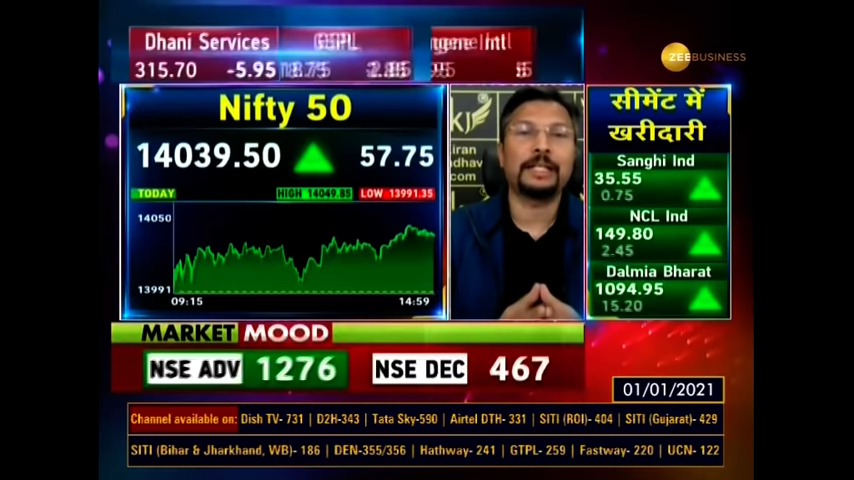 Dhani Services
315.70 -5.95
ZEE BUSINESS
Nifty 50
14039.50 57.75
TODAY HIGH 14049.85 LOW 13991.35
14050
13991
09:15 14:59
KJ
.com
सीमेंट में
खरीदारी
Sanghi Ind
35.55
0.75
NCL Ind
149.80
2.45
Dalmia Bharat
1094.95
15.20
MARKET MOOD
NSE ADV 1276 NSE DEC 467
01/01/2021
Channel available on: Dish TV- 731 | D2H-343 | Tata Sky-590 | Airtel DTH- 331 | SITI (ROI)- 404 | SITI (Gujarat)- 429
SITI (Bihar & Jharkhand, WB)- 186 | DEN-355/356 | Hathway- 241 | GTPL- 259 | Fastway- 220 | UCN- 122